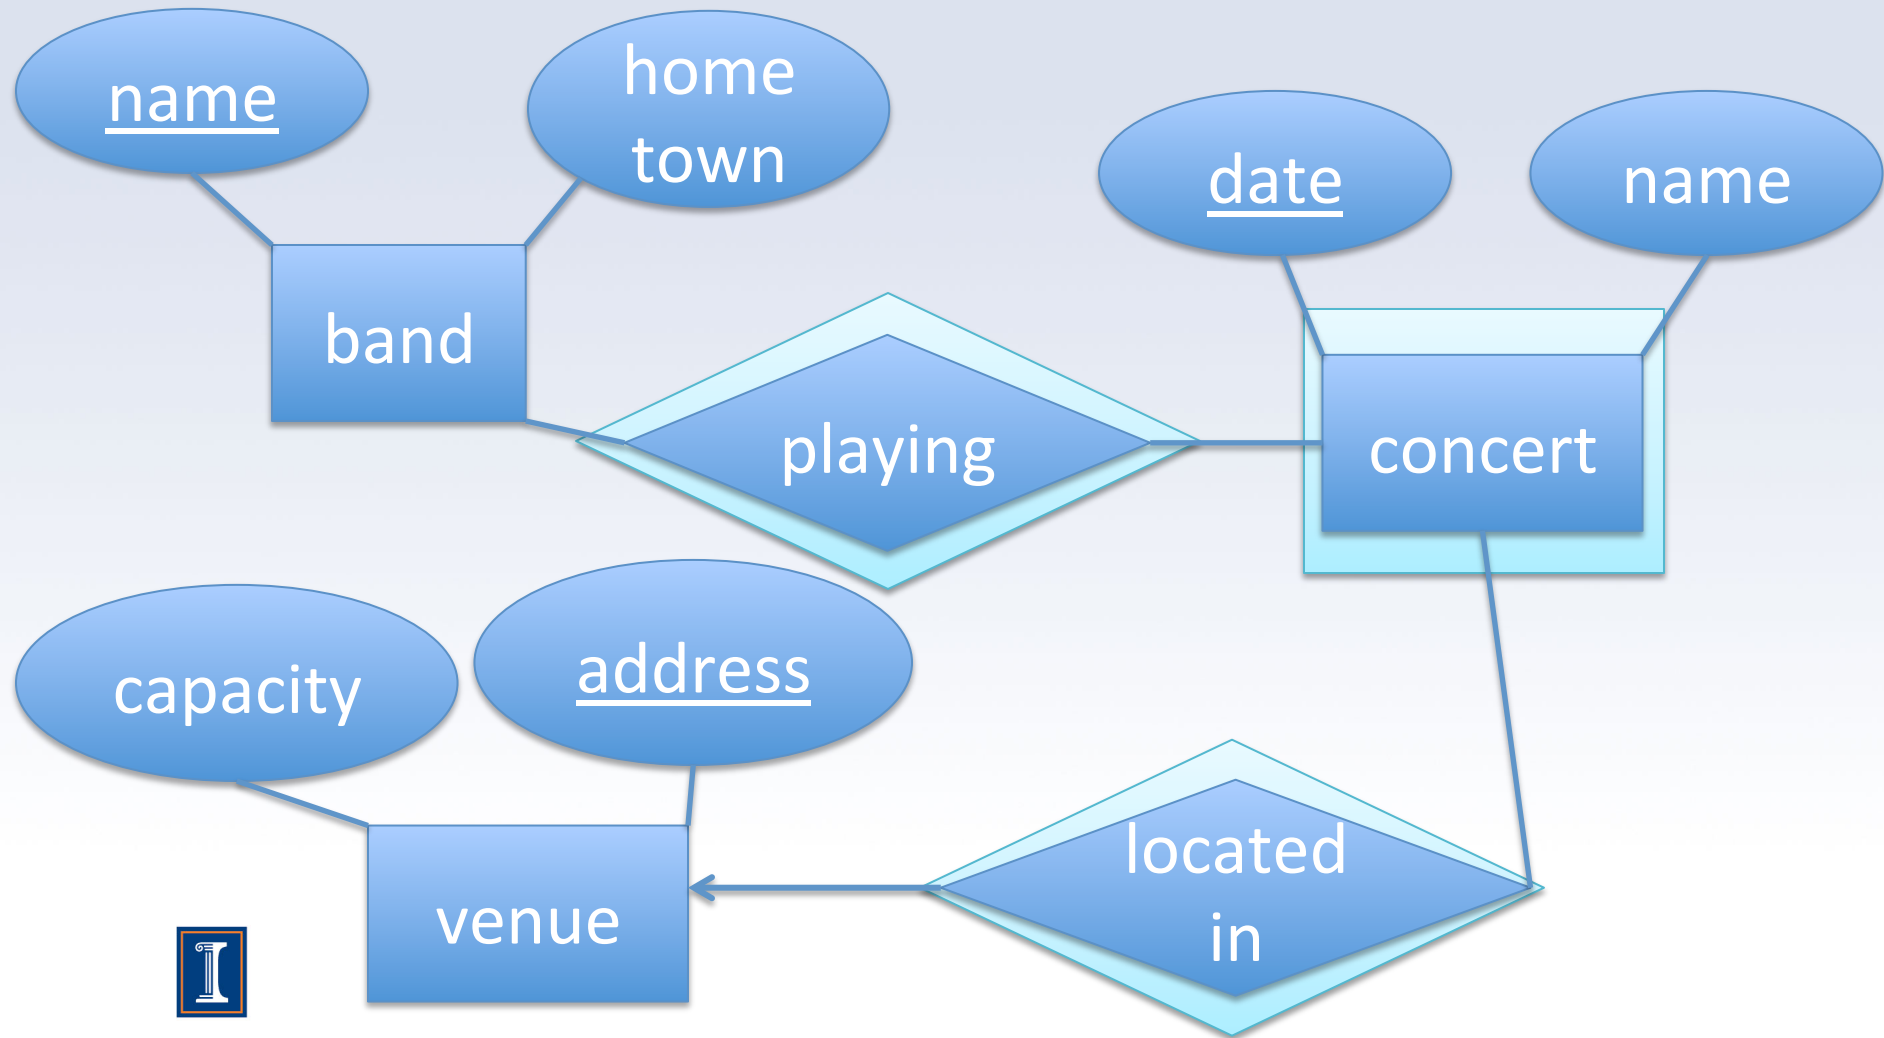 name
home
town
date
name
band
playing
concert
capacity
address
located
in
venue